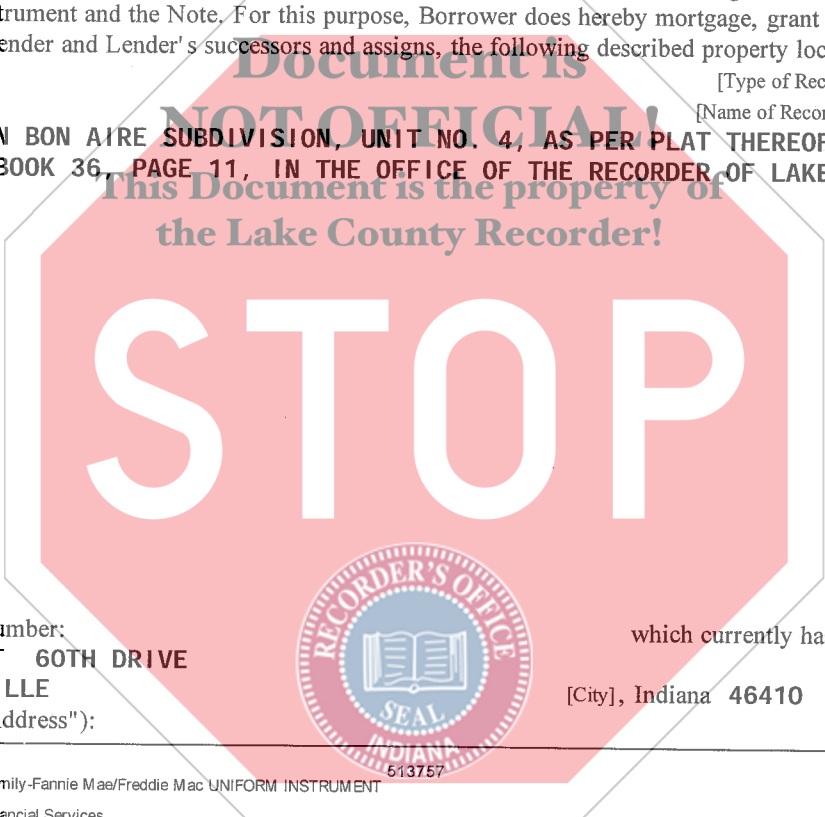 trument and the Note. For this purpose, Borrower does hereby mortgage, grant
ender and Lender's successors and assigns, the following described property loc
Document is
[Type of Rec
NOT OFFICIAL!
[Name of Recor
N BON AIRE SUBDIVISION, UNIT NO. 4, AS PER PLAT THEREOF
BOOK 36, PAGE 11, IN THE OFFICE OF THE RECORDER OF LAKE
This Document is the property of
the Lake County Recorder!
STOP
RECORDER'S OFFICE
SEAL
INDIANA
umber:
which currently ha
60TH DRIVE
LLE
[City], Indiana 46410
ddress"):
513757
mily-Fannie Mae/Freddie Mac UNIFORM INSTRUMENT
ancial Services